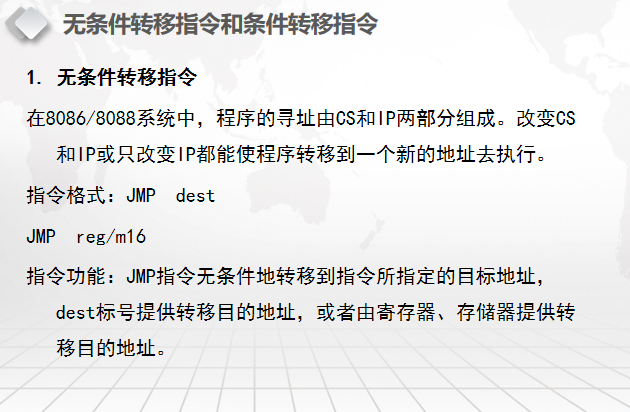 无条件转移指令和条件转移指令
1. 无条件转移指令
在8086/8088系统中，程序的寻址由CS和IP两部分组成。改变CS
和IP或只改变IP都能使程序转移到一个新的地址去执行。
指令格式：JMP dest
JMP reg/m16
指令功能：JMP指令无条件地转移到指令所指定的目标地址，
dest标号提供转移目的地址，或者由寄存器、存储器提供转
移目的地址。